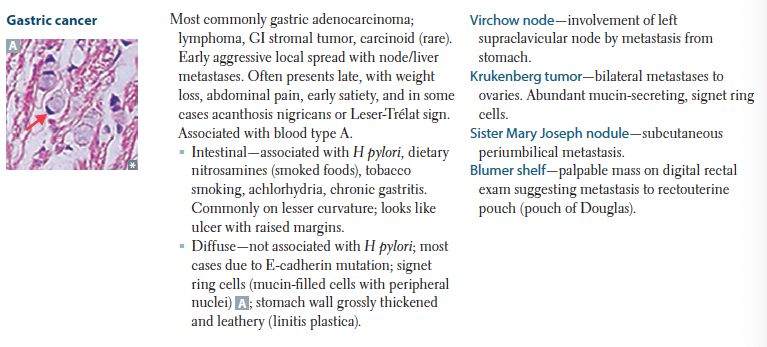 Gastric cancer
A
*
Most commonly gastric adenocarcinoma;
lymphoma, GI stromal tumor, carcinoid (rare).
Early aggressive local spread with node/liver
metastases. Often presents late, with weight
loss, abdominal pain, early satiety, and in some
cases acanthosis nigricans or Leser-Trélat sign.
Associated with blood type A.
▪ Intestinal—associated with H pylori, dietary
nitrosamines (smoked foods), tobacco
smoking, achlorhydria, chronic gastritis.
Commonly on lesser curvature; looks like
ulcer with raised margins.
▪ Diffuse—not associated with H pylori; most
cases due to E-cadherin mutation; signet
ring cells (mucin-filled cells with peripheral
nuclei) A; stomach wall grossly thickened
and leathery (linitis plastica).
Virchow node—involvement of left
supraclavicular node by metastasis from
stomach.
Krukenberg tumor—bilateral metastases to
ovaries. Abundant mucin-secreting, signet ring
cells.
Sister Mary Joseph nodule—subcutaneous
periumbilical metastasis.
Blumer shelf—palpable mass on digital rectal
exam suggesting metastasis to rectouterine
pouch (pouch of Douglas).